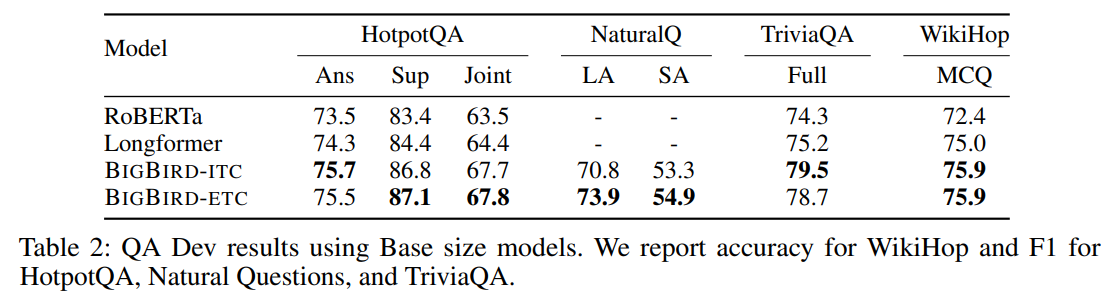 Model HotpotQA NaturalQ TriviaQA WikiHop
Ans Sup Joint LA SA Full MCQ
RoBERTa 73.5 83.4 63.5 - - 74.3 72.4
Longformer 74.3 84.4 64.4 - - 75.2 75.0
BIGBIRD-ITC 75.7 86.8 67.7 70.8 53.3 79.5 75.9
BIGBIRD-ETC 75.5 87.1 67.8 73.9 54.9 78.7 75.9
Table 2: QA Dev results using Base size models. We report accuracy for WikiHop and F1 for
HotpotQA, Natural Questions, and TriviaQA.